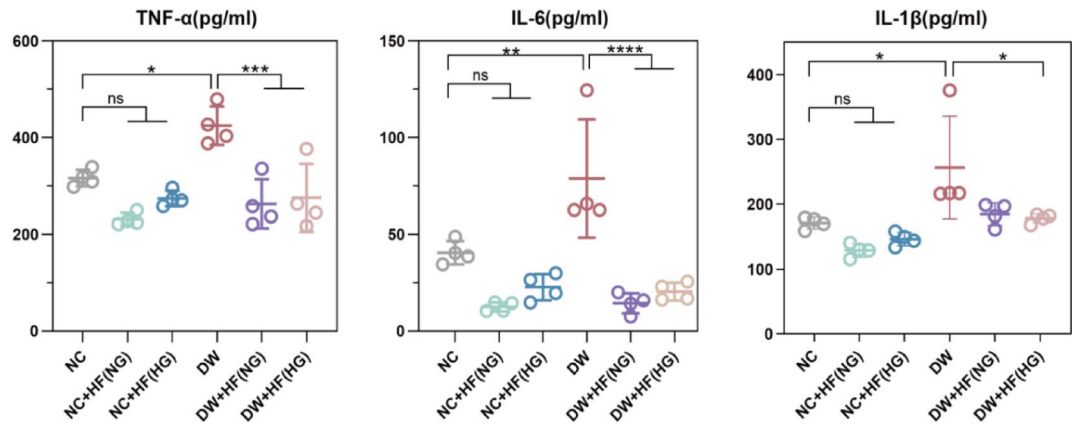 TNF-α(pg/ml)
600
400
200
0
*
***
ns
NC
NC+HF(NG)
NC+HF(HG)
DW
DW+HF(NG)
DW+HF(HG)
IL-6(pg/ml)
150
100
50
0
**
****
ns
NC
NC+HF(NG)
NC+HF(HG)
DW
DW+HF(NG)
DW+HF(HG)
IL-1β(pg/ml)
400
300
200
100
0
*
*
ns
NC
NC+HF(NG)
NC+HF(HG)
DW
DW+HF(NG)
DW+HF(HG)